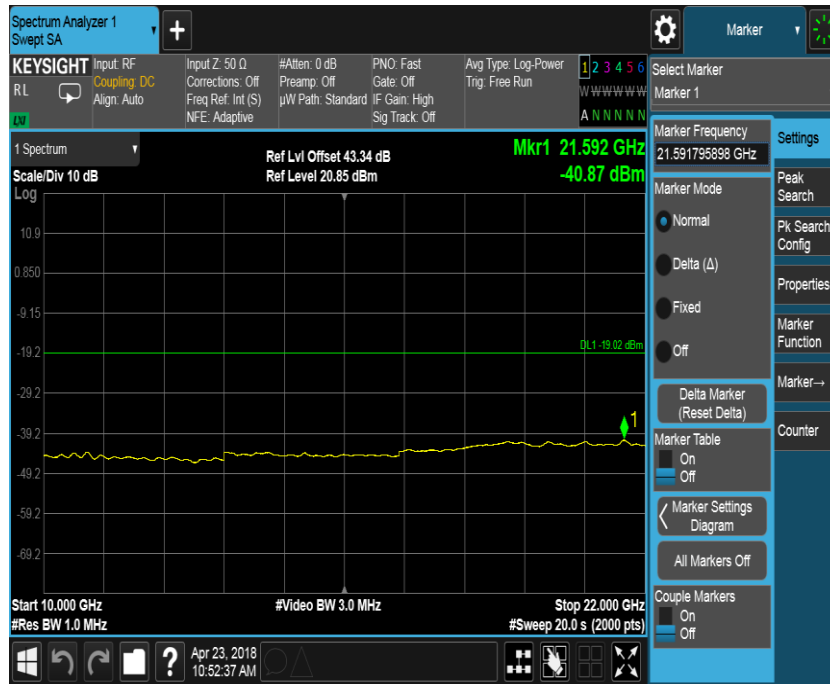 Spectrum Analyzer 1
Swept SA
+
Marker
KEYSIGHT
RL
LXI
Input: RF
Coupling: DC
Align: Auto
Input Z: 50 Ω
Corrections: Off
Freq Ref: Int (S)
NFE: Adaptive
#Atten: 0 dB
Preamp: Off
µW Path: Standard
PNO: Fast
Gate: Off
IF Gain: High
Sig Track: Off
Avg Type: Log-Power
Trig: Free Run
1 2 3 4 5 6
W W W W W W
A N N N N N
Select Marker
Marker 1
1 Spectrum
Scale/Div 10 dB
Log
Ref Lvl Offset 43.34 dB
Ref Level 20.85 dBm
Mkr1 21.592 GHz
-40.87 dBm
10.9
0.850
-9.15
-19.2
-29.2
-39.2
-49.2
-59.2
-69.2
DL1 -19.02 dBm
1
Start 10.000 GHz
#Res BW 1.0 MHz
#Video BW 3.0 MHz
Stop 22.000 GHz
#Sweep 20.0 s (2000 pts)
Marker Frequency
21.591795898 GHz
Marker Mode
Normal
Delta (Δ)
Fixed
Off
Delta Marker
(Reset Delta)
Marker Table
On
Off
Marker Settings
Diagram
All Markers Off
Couple Markers
On
Off
Settings
Peak
Search
Pk Search
Config
Properties
Marker
Function
Marker→
Counter
?
Apr 23, 2018
10:52:37 AM